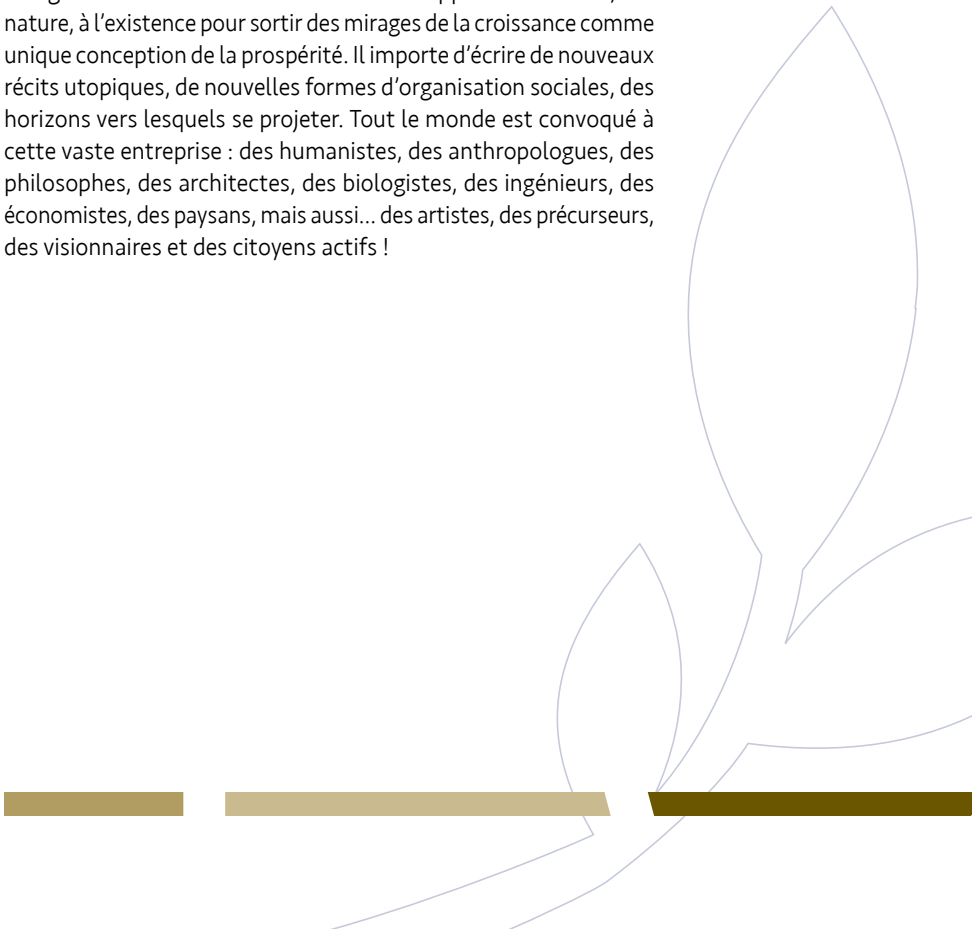 nature, à l’existence pour sortir des mirages de la croissance comme
unique conception de la prospérité. Il importe d’écrire de nouveaux
récits utopiques, de nouvelles formes d’organisation sociales, des
horizons vers lesquels se projeter. Tout le monde est convoqué à
cette vaste entreprise : des humanistes, des anthropologues, des
philosophes, des architectes, des biologistes, des ingénieurs, des
économistes, des paysans, mais aussi... des artistes, des précurseurs,
des visionnaires et des citoyens actifs !